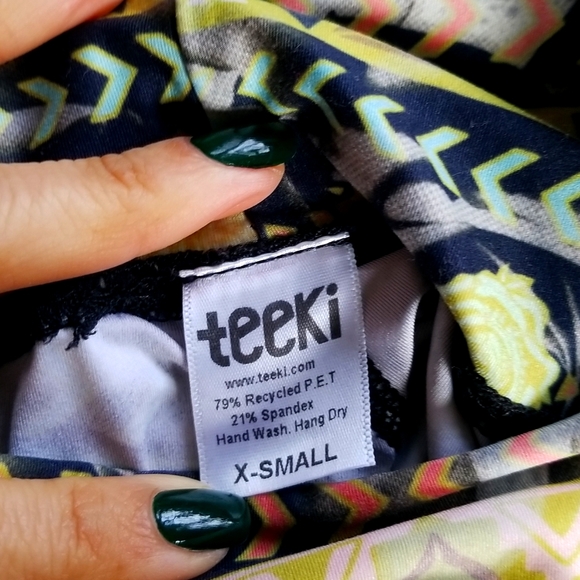 teeki
www.teeki.com
79% Recycled P.E.T
21% Spandex
Hand Wash. Hang Dry
X-SMALL